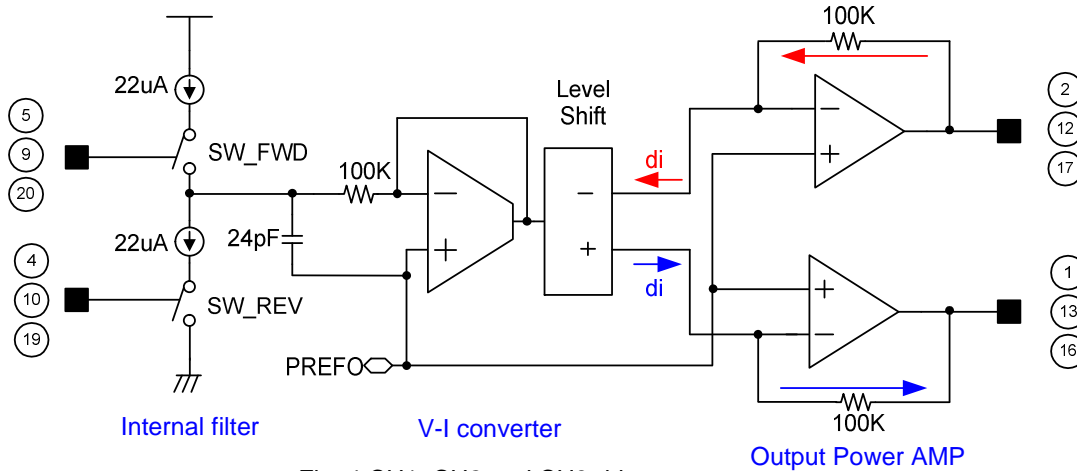 100K
22uA
Level
Shift
5
2
9
SW_FWD
12
100K
di
20
17
22uA
24pF
4
1
di
10
SW_REV
13
19
16
PREFO
100K
Internal filter
V-I converter
Output Power AMP